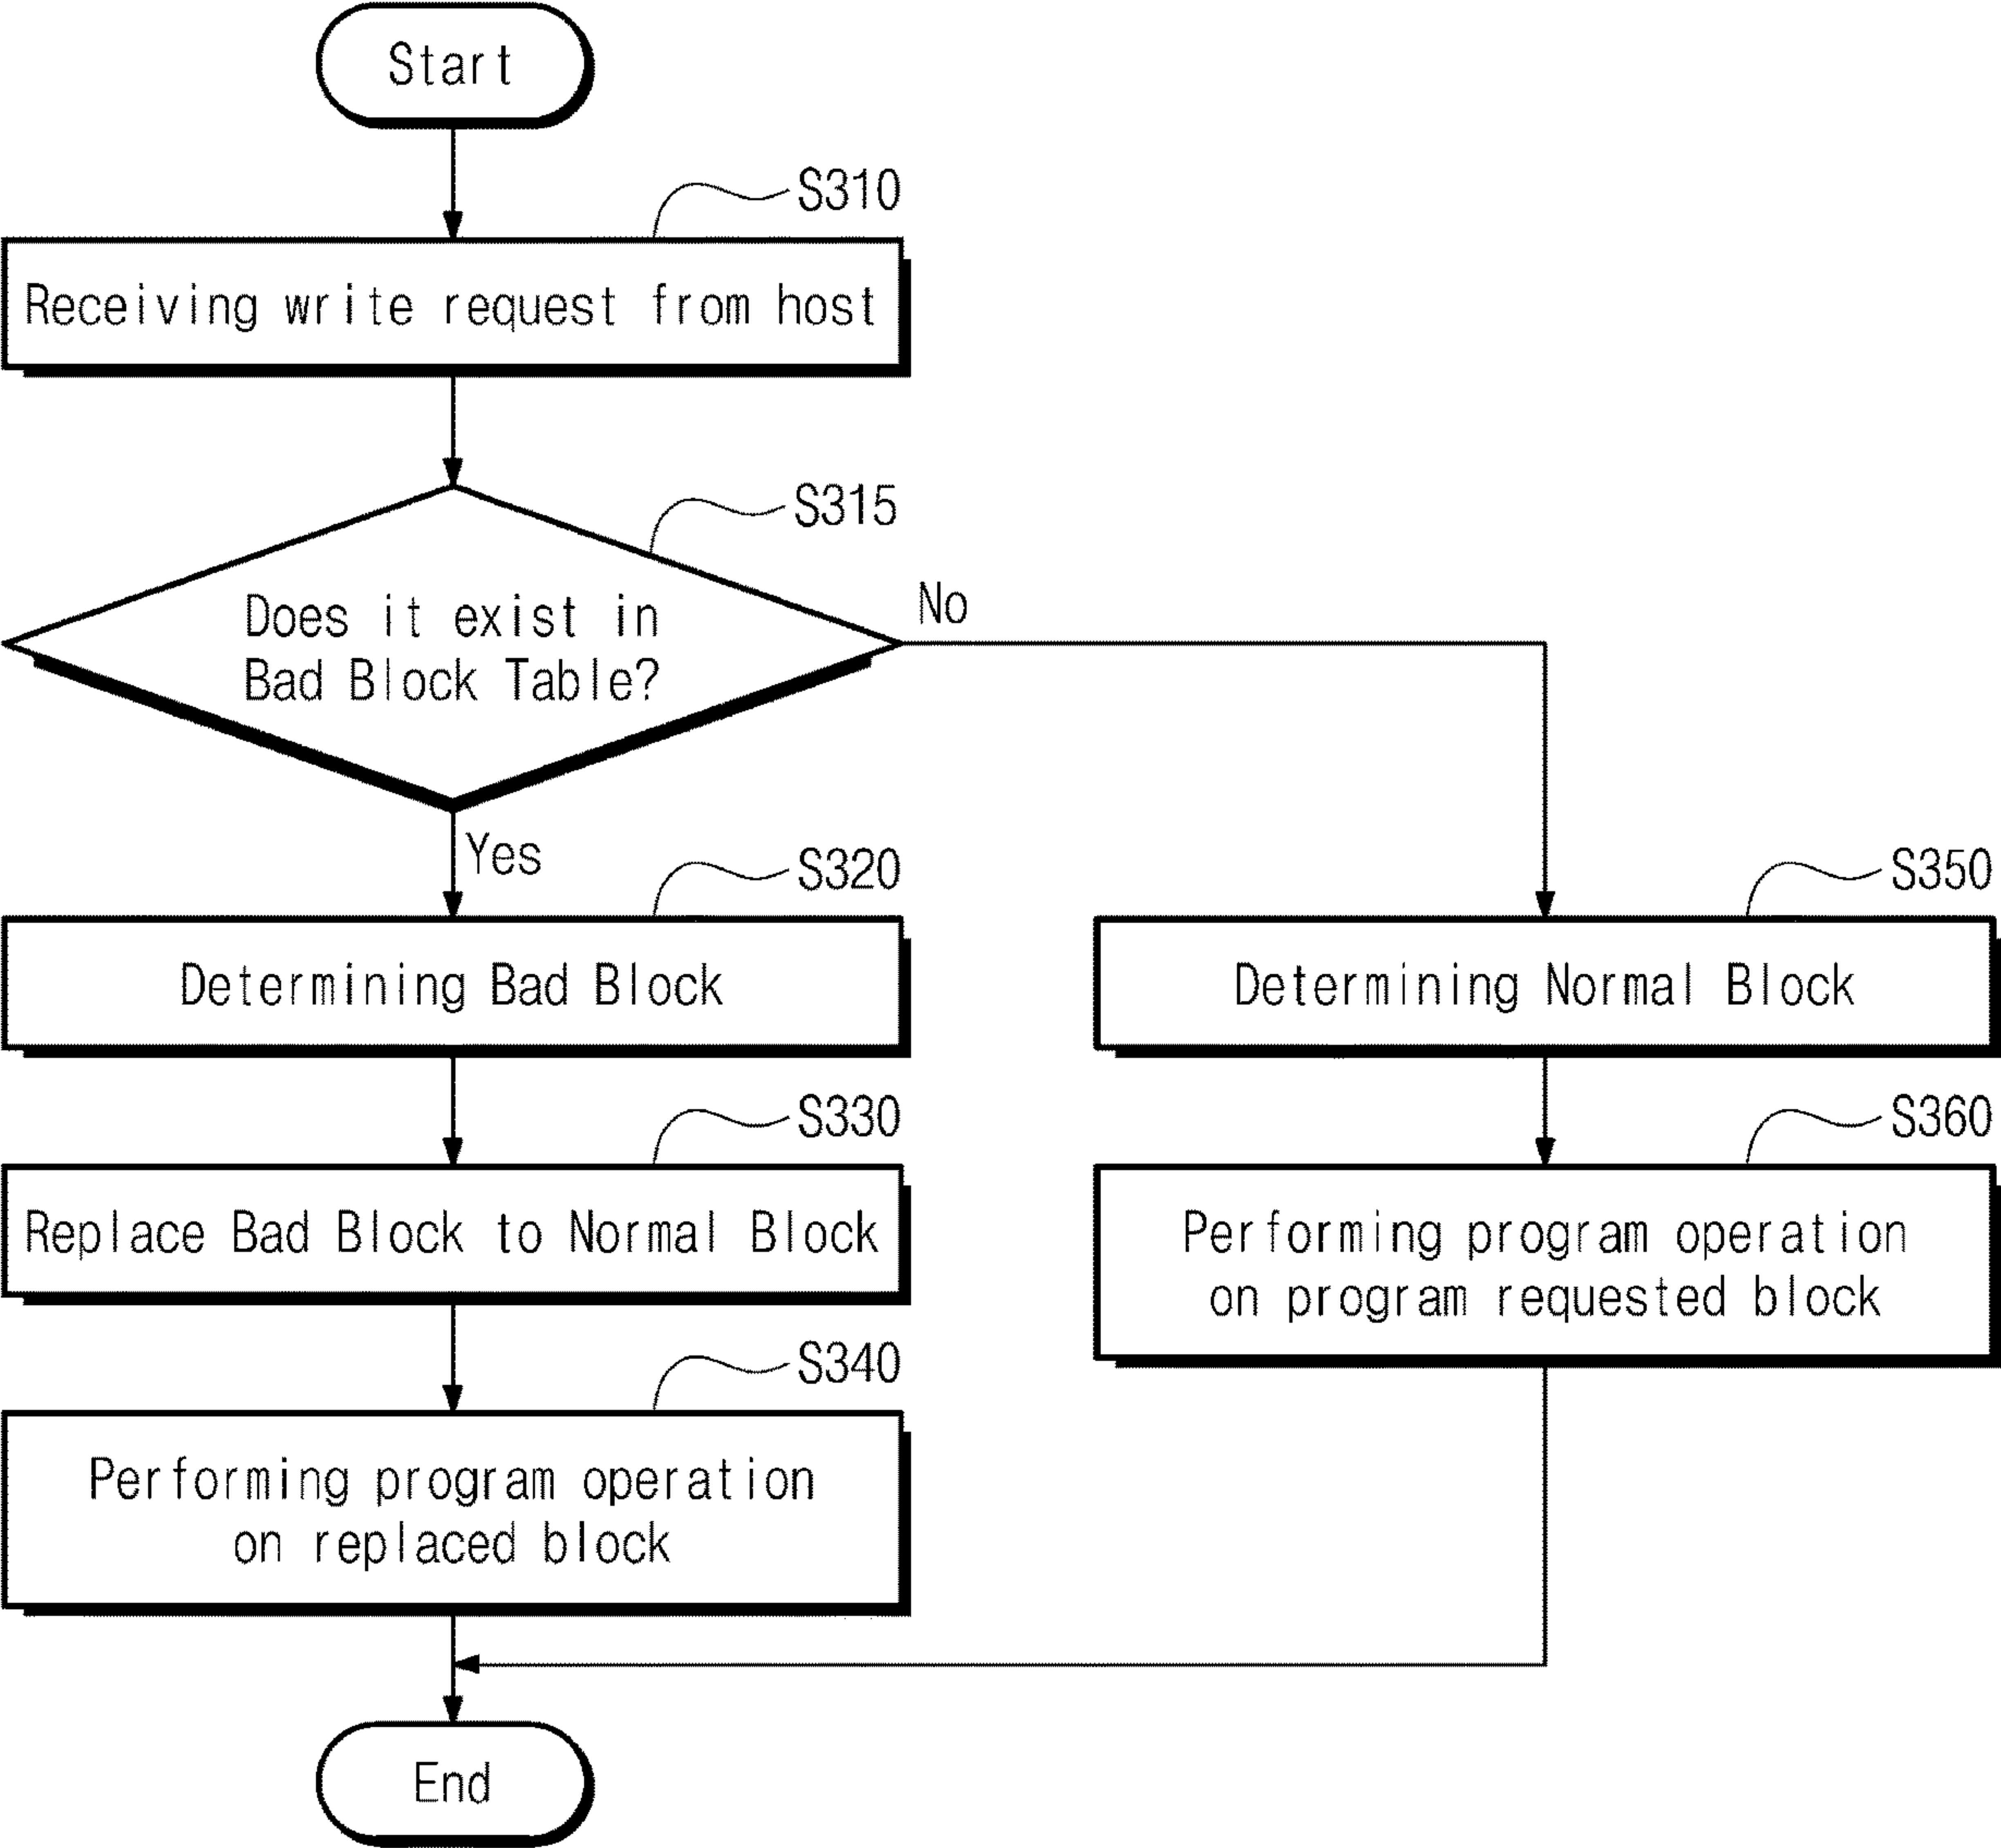 Start
S310
Receiving write request from host
S315
Does it exist in
Bad Block Table?
No
Yes
S320
Determining Bad Block
S350
Determining Normal Block
S330
Replace Bad Block to Normal Block
S360
Performing program operation
on program requested block
S340
Performing program operation
on replaced block
End